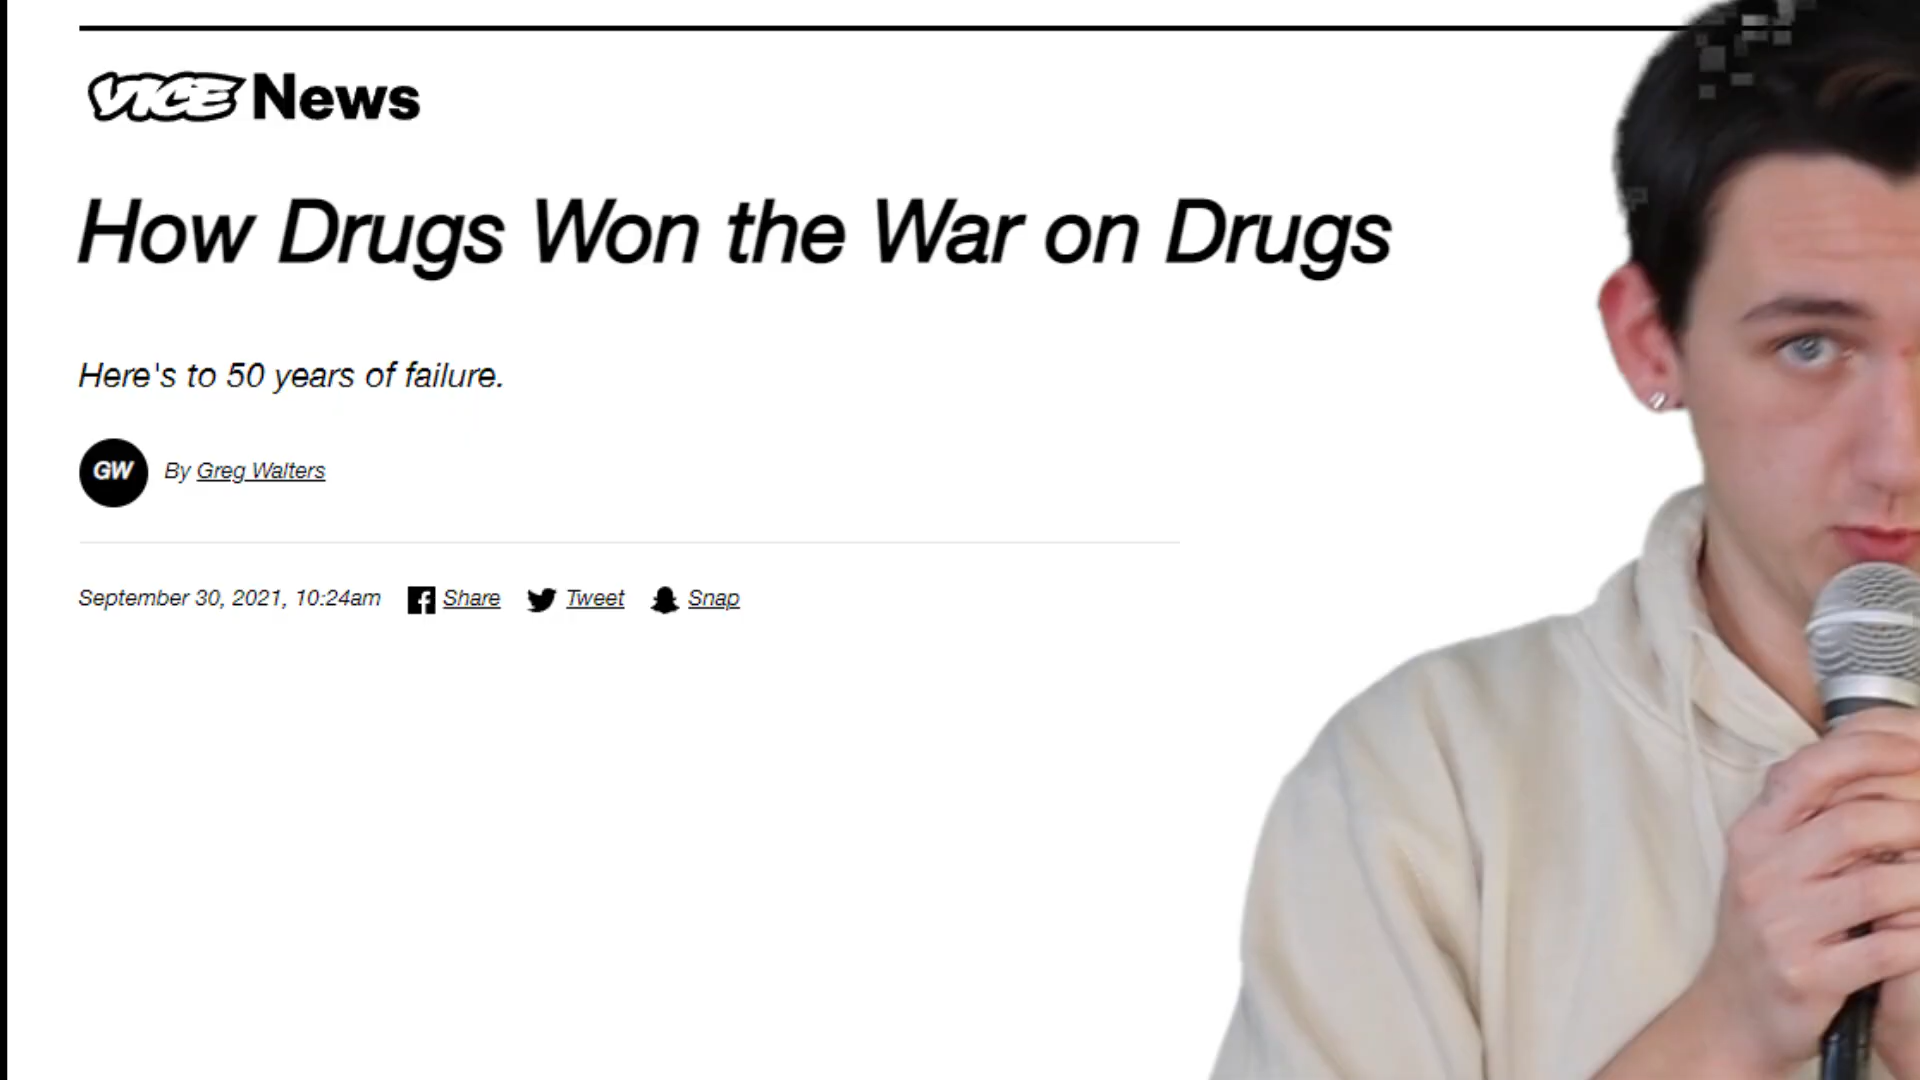 VICE News
How Drugs Won the War on Drugs
Here's to 50 years of failure.
GW By Greg Walters
September 30, 2021, 10:24am Share Tweet Snap